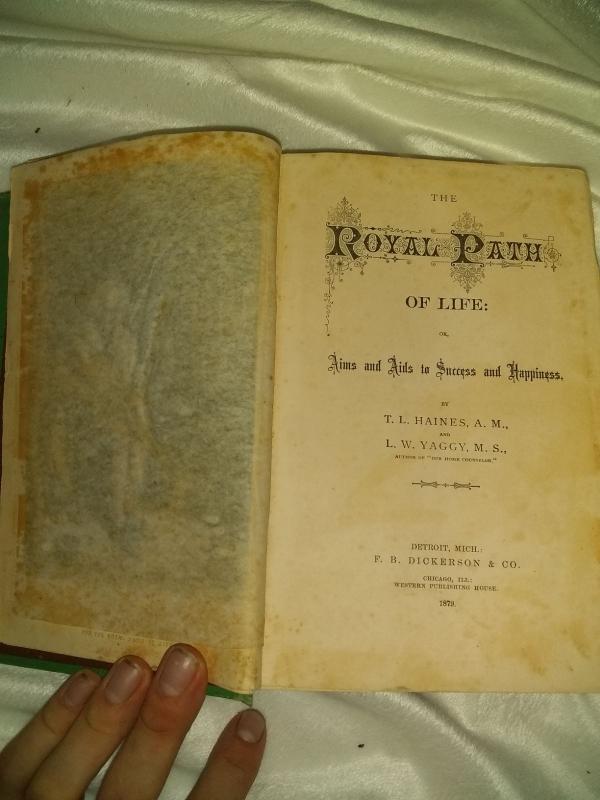 THE
ROYAL PATH
OF LIFE:
OR,
Aims and Aids to Success and Happiness.
BY
T. L. HAINES, A. M.,
AND
L. W. YAGGY, M. S.,
AUTHOR OF "OUR HOME COUNSELOR."
DETROIT, MICH.:
F. B. DICKERSON & CO.
CHICAGO, ILL.:
WESTERN PUBLISHING HOUSE.
1879.